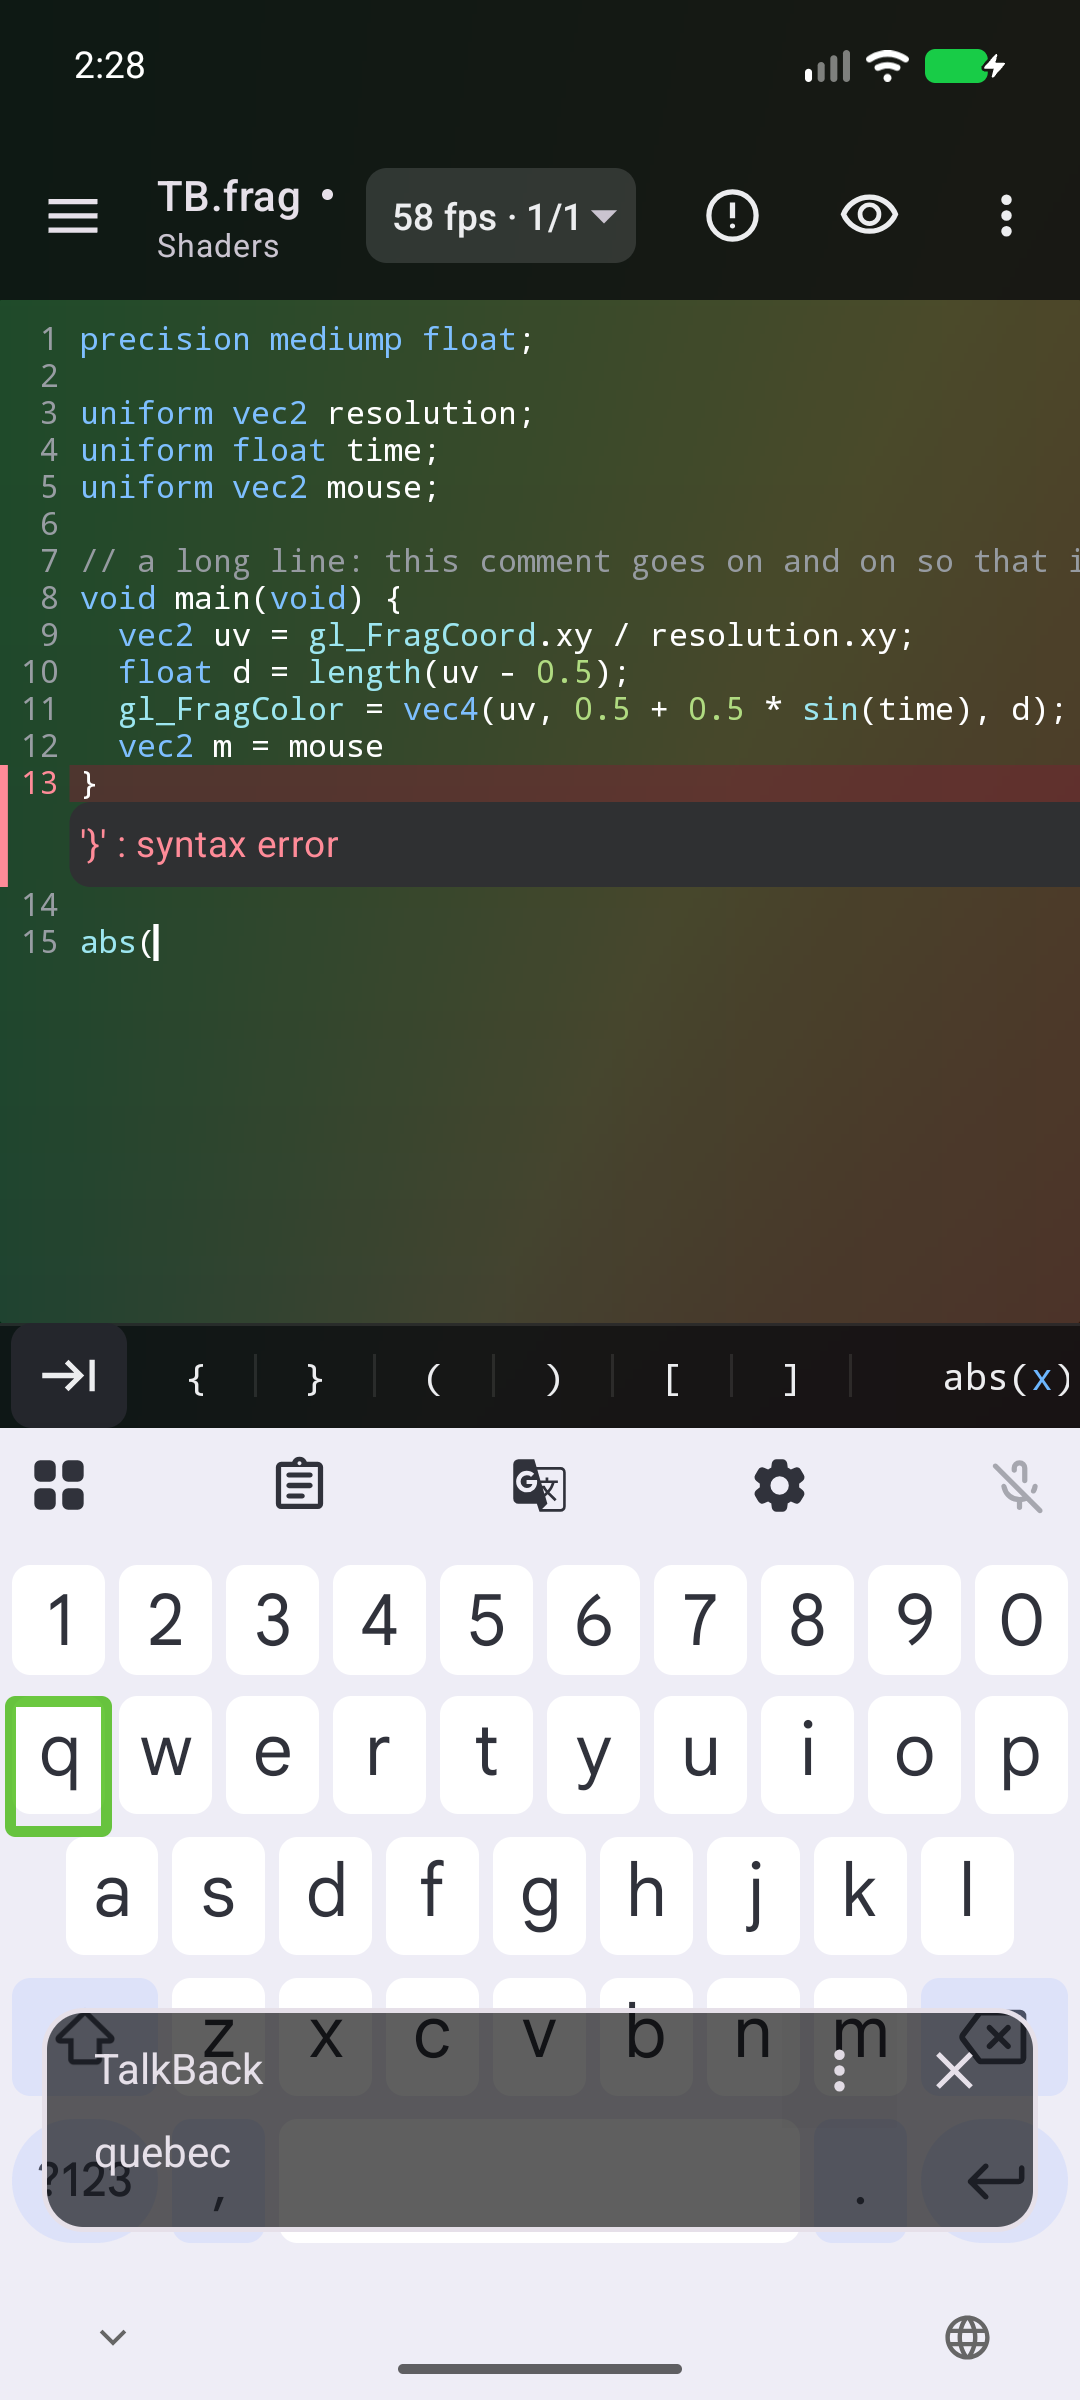 2:28
TB.frag •
Shaders
58 fps · 1/1
1 precision mediump float;
2
3 uniform vec2 resolution;
4 uniform float time;
5 uniform vec2 mouse;
6
7 // a long line: this comment goes on and on so that i
8 void main(void) {
9 vec2 uv = gl_FragCoord.xy / resolution.xy;
10 float d = length(uv - 0.5);
11 gl_FragColor = vec4(uv, 0.5 + 0.5 * sin(time), d);
12 vec2 m = mouse
13 }
'}' : syntax error
14
15 abs(
{ } ( ) [ ] abs(x)
1 2 3 4 5 6 7 8 9 0
q w e r t y u i o p
a s d f g h j k l
z x c v b n m
TalkBack
quebec
?123 , .